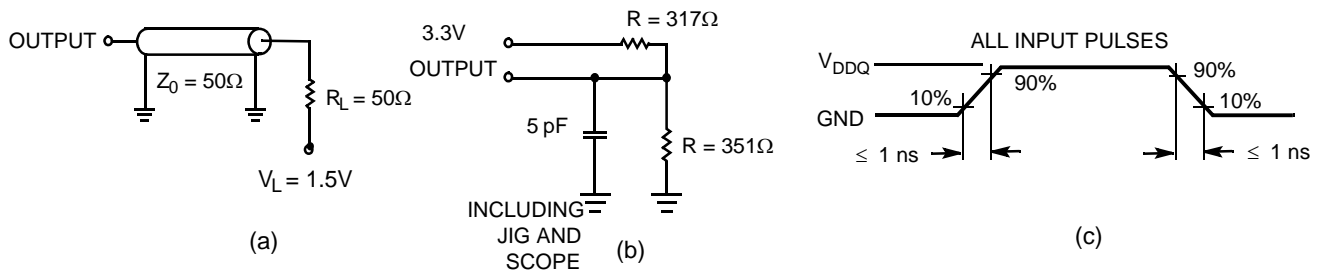 OUTPUT
Z0 = 50Ω
RL = 50Ω
VL = 1.5V
(a)
R = 317Ω
3.3V
OUTPUT
5 pF
R = 351Ω
INCLUDING
JIG AND
SCOPE
(b)
ALL INPUT PULSES
VDDQ
90%
90%
10%
10%
GND
≤ 1 ns
≤ 1 ns
(c)